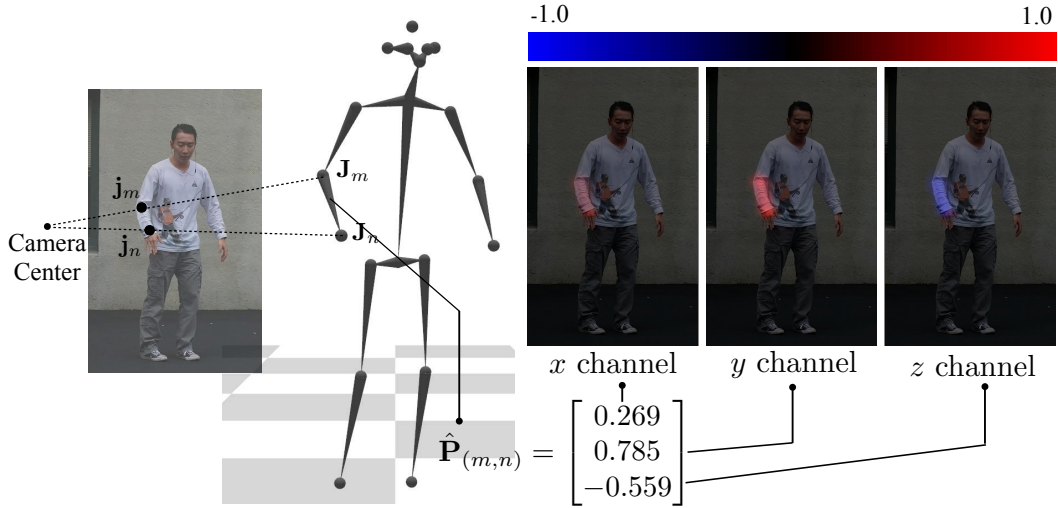 -1.0 1.0
j_m
J_m
Camera
Center
j_n
J_n
x channel y channel z channel
P̂_(m,n) = [0.269
0.785
−0.559]